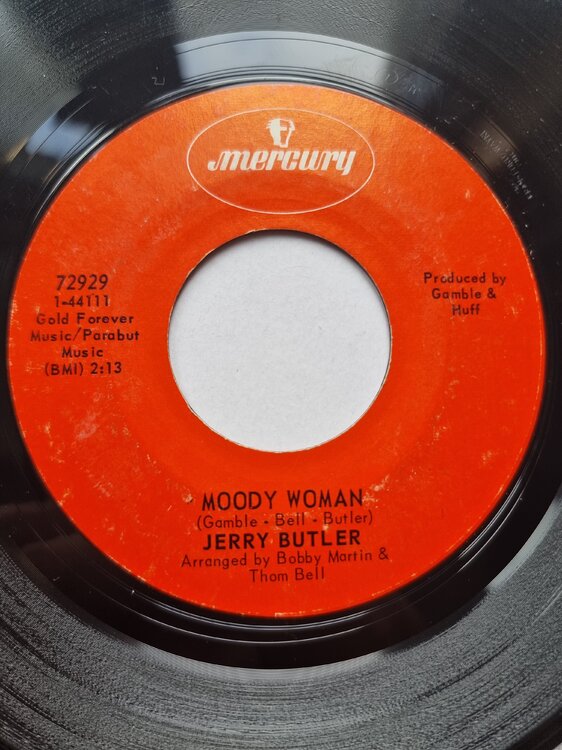 mercury
72929
1-44111
Gold Forever
Music/Parabut
Music
(BMI) 2:13
Produced by
Gamble &
Huff
MOODY WOMAN
(Gamble - Bell - Butler)
JERRY BUTLER
Arranged by Bobby Martin &
Thom Bell